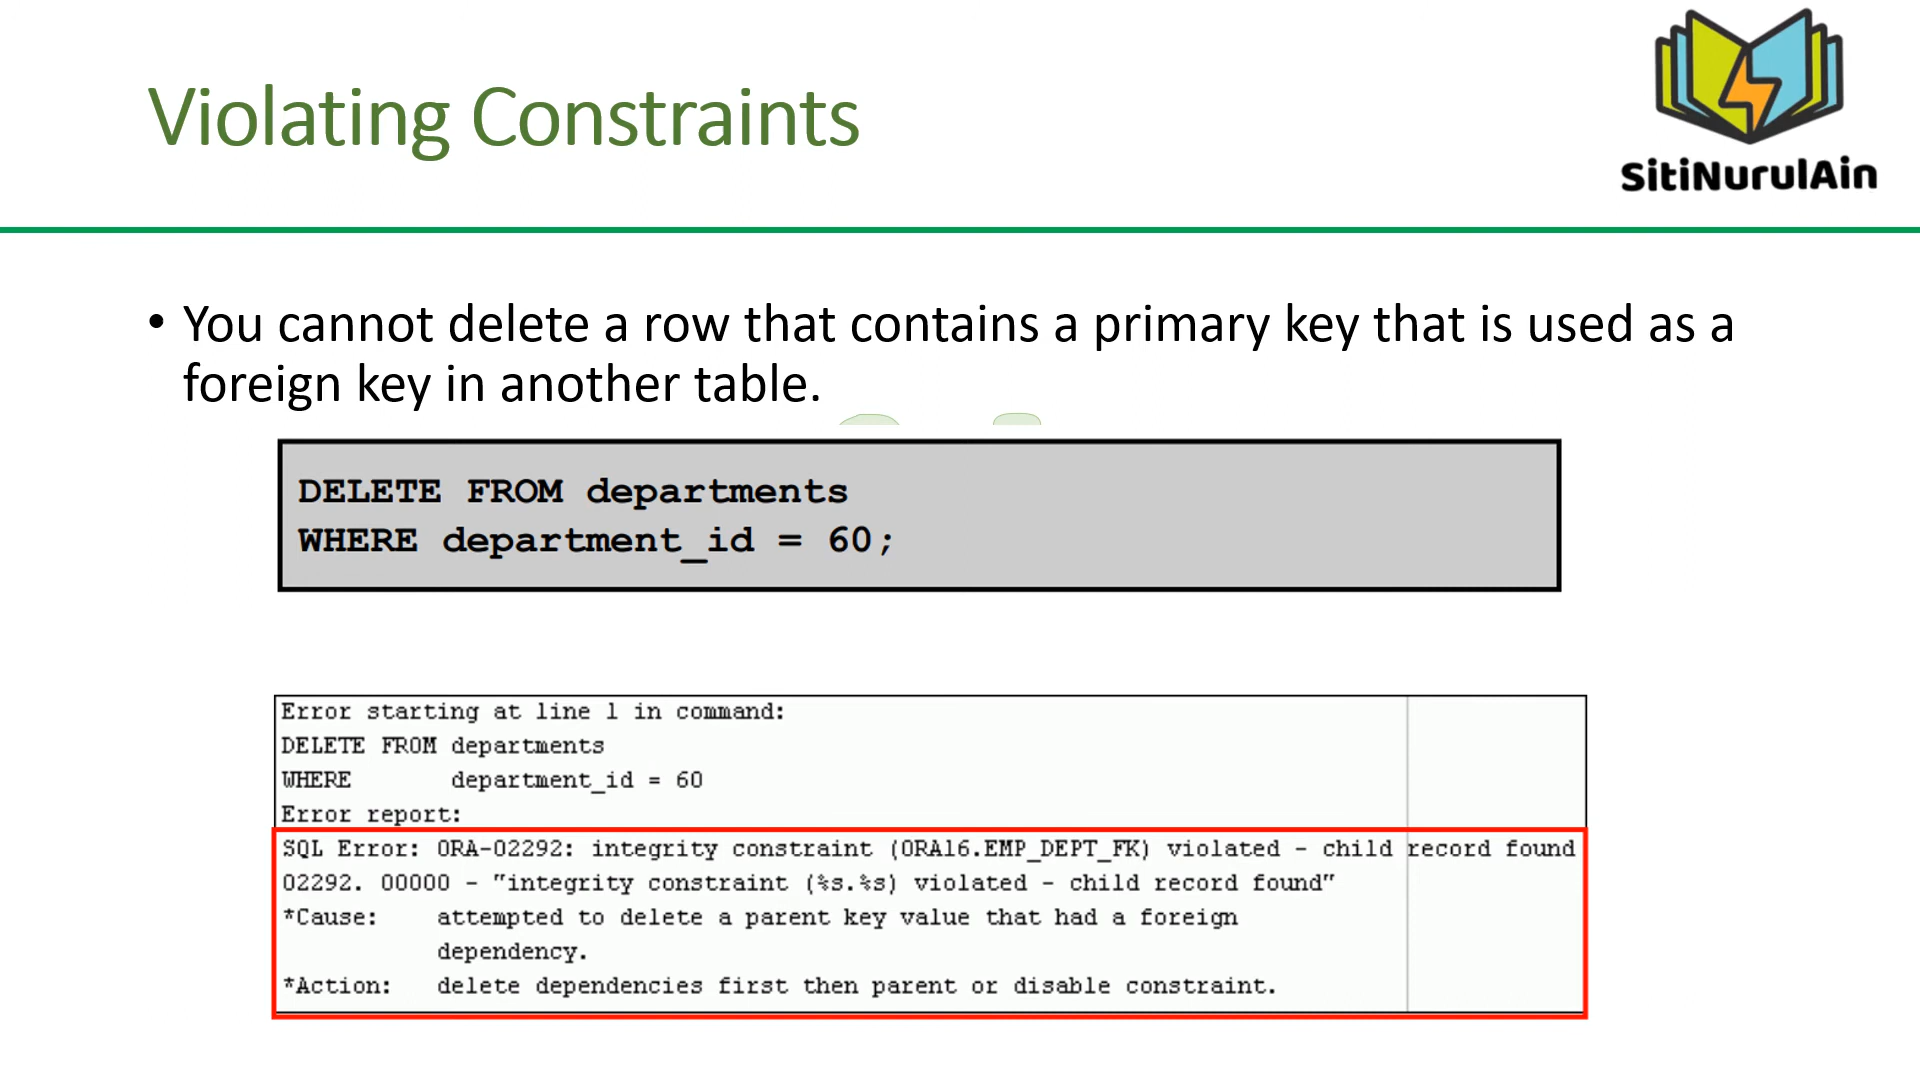 Violating Constraints
SitiNurulAin
• You cannot delete a row that contains a primary key that is used as a
foreign key in another table.
DELETE FROM departments
WHERE department_id = 60;
Error starting at line 1 in command:
DELETE FROM departments
WHERE       department_id = 60
Error report:
SQL Error: ORA-02292: integrity constraint (ORA16.EMP_DEPT_FK) violated - child record found
02292. 00000 - "integrity constraint (%s.%s) violated - child record found"
*Cause:    attempted to delete a parent key value that had a foreign
dependency.
*Action:   delete dependencies first then parent or disable constraint.